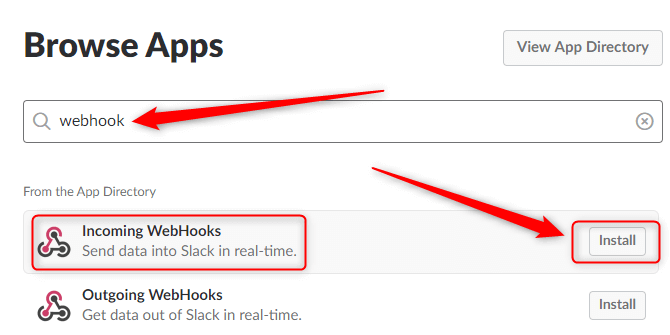 Browse Apps
View App Directory
webhook
From the App Directory
Incoming WebHooks
Send data into Slack in real-time.
Install
Outgoing WebHooks
Get data out of Slack in real-time.
Install